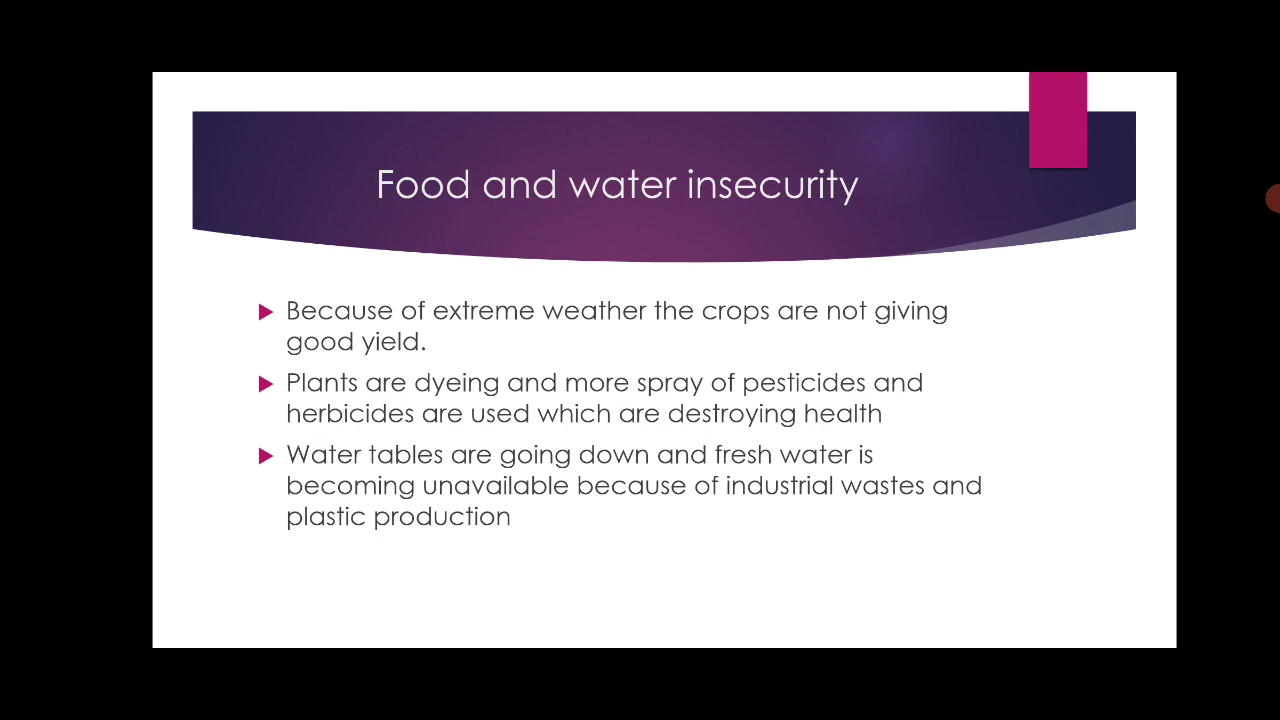 Food and water insecurity
Because of extreme weather the crops are not giving
good yield.
Plants are dyeing and more spray of pesticides and
herbicides are used which are destroying health
Water tables are going down and fresh water is
becoming unavailable because of industrial wastes and
plastic production